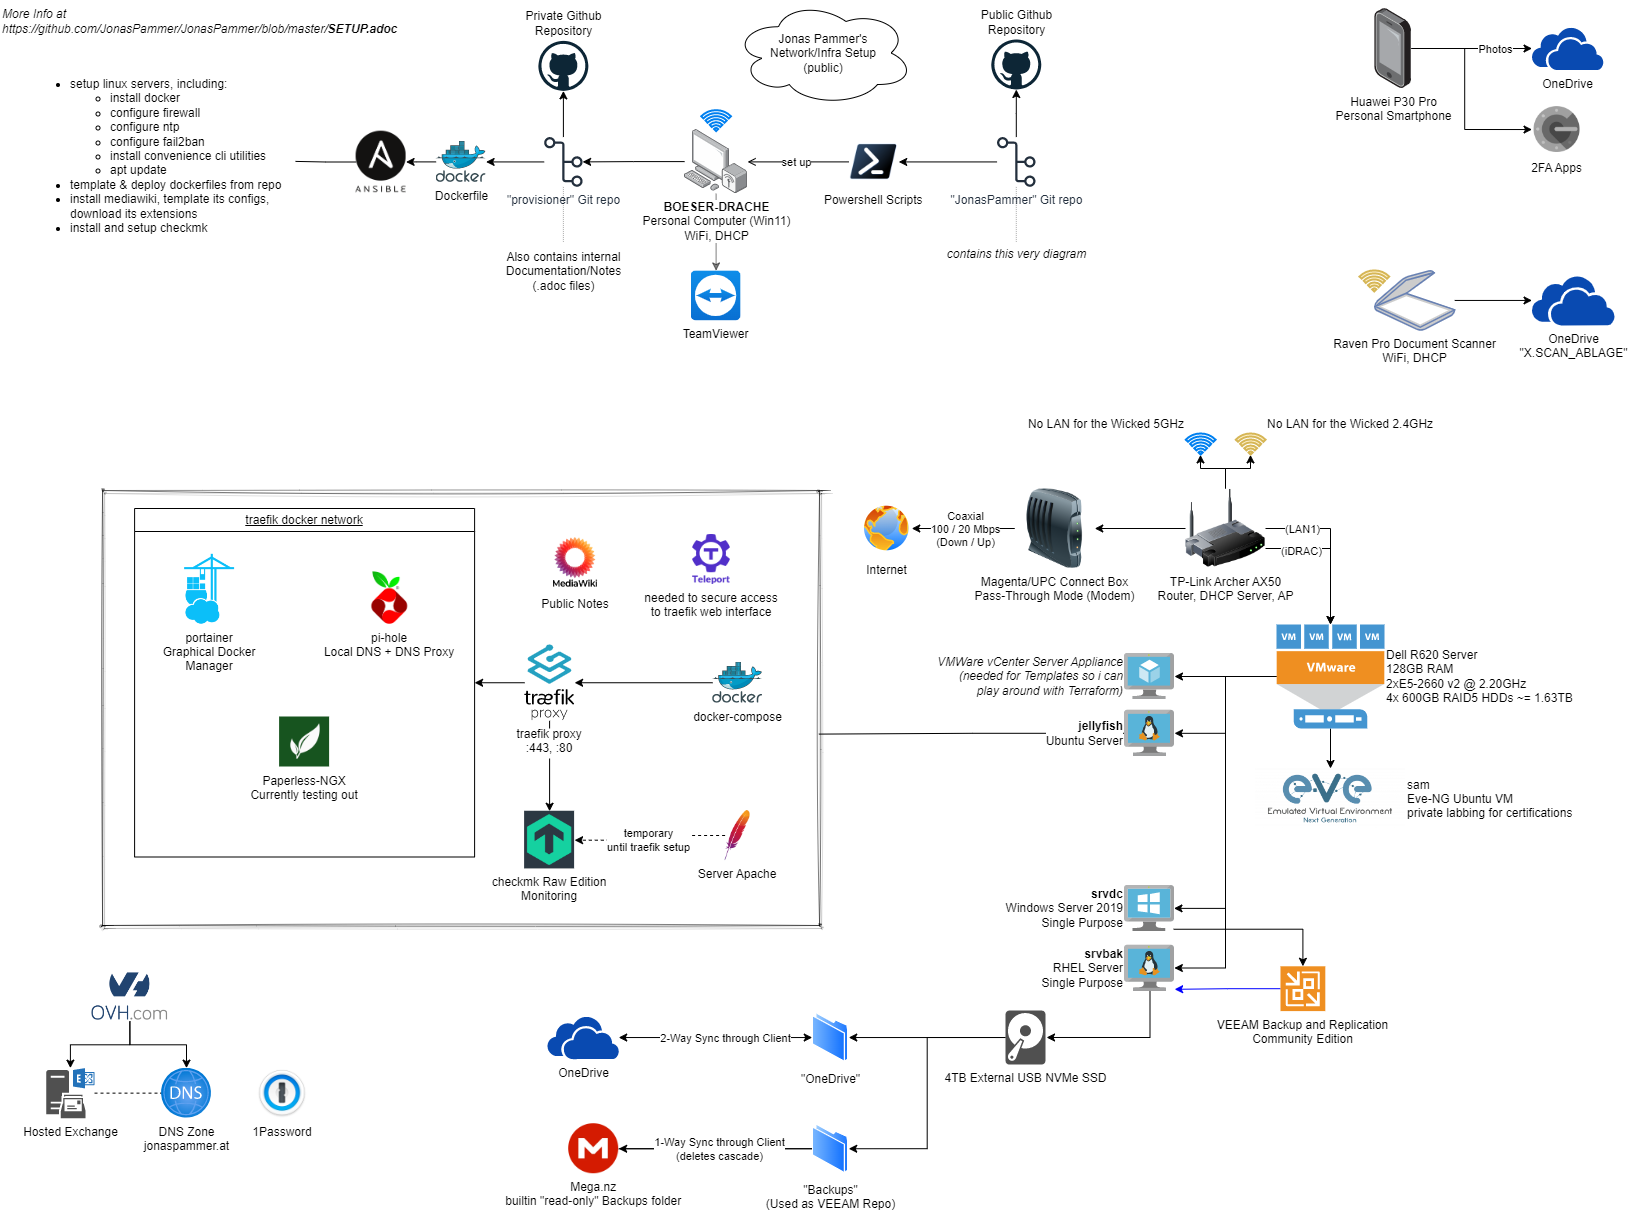 More Info at
https://github.com/JonasPammer/JonasPammer/blob/master/SETUP.adoc
Private Github
Repository
Jonas Pammer's
Network/Infra Setup
(public)
Public Github
Repository
Photos
OneDrive
Huawei P30 Pro
Personal Smartphone
2FA Apps
setup linux servers, including:
install docker
configure firewall
configure ntp
configure fail2ban
install convenience cli utilities
apt update
template & deploy dockerfiles from repo
install mediawiki, template its configs,
download its extensions
install and setup checkmk
ANSIBLE
docker
Dockerfile
"provisioner" Git repo
Also contains internal
Documentation/Notes
(.adoc files)
BOESER-DRACHE
Personal Computer (Win11)
WiFi, DHCP
TeamViewer
set up
Powershell Scripts
"JonasPammer" Git repo
contains this very diagram
Raven Pro Document Scanner
WiFi, DHCP
OneDrive
"X.SCAN_ABLAGE"
No LAN for the Wicked 5GHz
No LAN for the Wicked 2.4GHz
Internet
Coaxial
100 / 20 Mbps
(Down / Up)
Magenta/UPC Connect Box
Pass-Through Mode (Modem)
TP-Link Archer AX50
Router, DHCP Server, AP
(LAN1)
(iDRAC)
VM VM VM VM
VMware
Dell R620 Server
128GB RAM
2xE5-2660 v2 @ 2.20GHz
4x 600GB RAID5 HDDs ~= 1.63TB
eve
Emulated Virtual Environment
Next Generation
sam
Eve-NG Ubuntu VM
private labbing for certifications
VMWare vCenter Server Appliance
(needed for Templates so i can
play around with Terraform)
jellyfish
Ubuntu Server
traefik docker network
portainer
Graphical Docker
Manager
pi-hole
Local DNS + DNS Proxy
Paperless-NGX
Currently testing out
MediaWiki
Public Notes
Teleport
needed to secure access
to traefik web interface
træfik
proxy
traefik proxy
:443, :80
docker
docker-compose
checkmk Raw Edition
Monitoring
temporary
until traefik setup
Server Apache
srvdc
Windows Server 2019
Single Purpose
srvbak
RHEL Server
Single Purpose
VEEAM Backup and Replication
Community Edition
4TB External USB NVMe SSD
"OneDrive"
2-Way Sync through Client
OneDrive
"Backups"
(Used as VEEAM Repo)
1-Way Sync through Client
(deletes cascade)
Mega.nz
builtin "read-only" Backups folder
OVH.com
Hosted Exchange
DNS
DNS Zone
jonaspammer.at
1Password